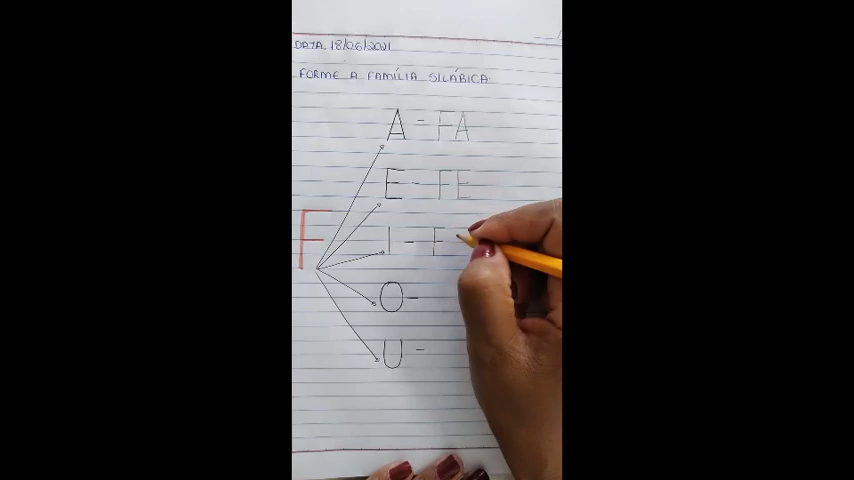 DATA 18/06/2021
FORME A FAMÍLIA SILÁBICA:
A - FA
E - FE
F
I - F
O-
U -